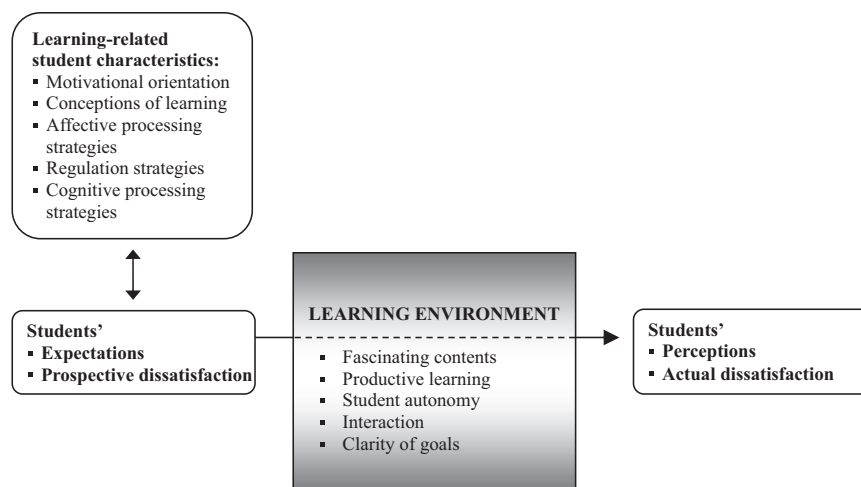 Learning-related
student characteristics:
▪ Motivational orientation
▪ Conceptions of learning
▪ Affective processing
strategies
▪ Regulation strategies
▪ Cognitive processing
strategies
Students’
▪ Expectations
▪ Prospective dissatisfaction
LEARNING ENVIRONMENT
▪ Fascinating contents
▪ Productive learning
▪ Student autonomy
▪ Interaction
▪ Clarity of goals
Students’
▪ Perceptions
▪ Actual dissatisfaction